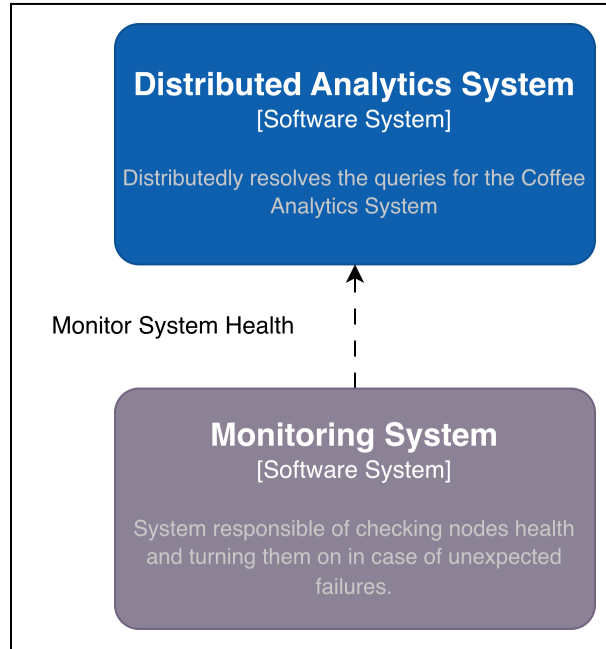 Distributed Analytics System
[Software System]
Distributedly resolves the queries for the Coffee
Analytics System
Monitor System Health
Monitoring System
[Software System]
System responsible of checking nodes health
and turning them on in case of unexpected
failures.